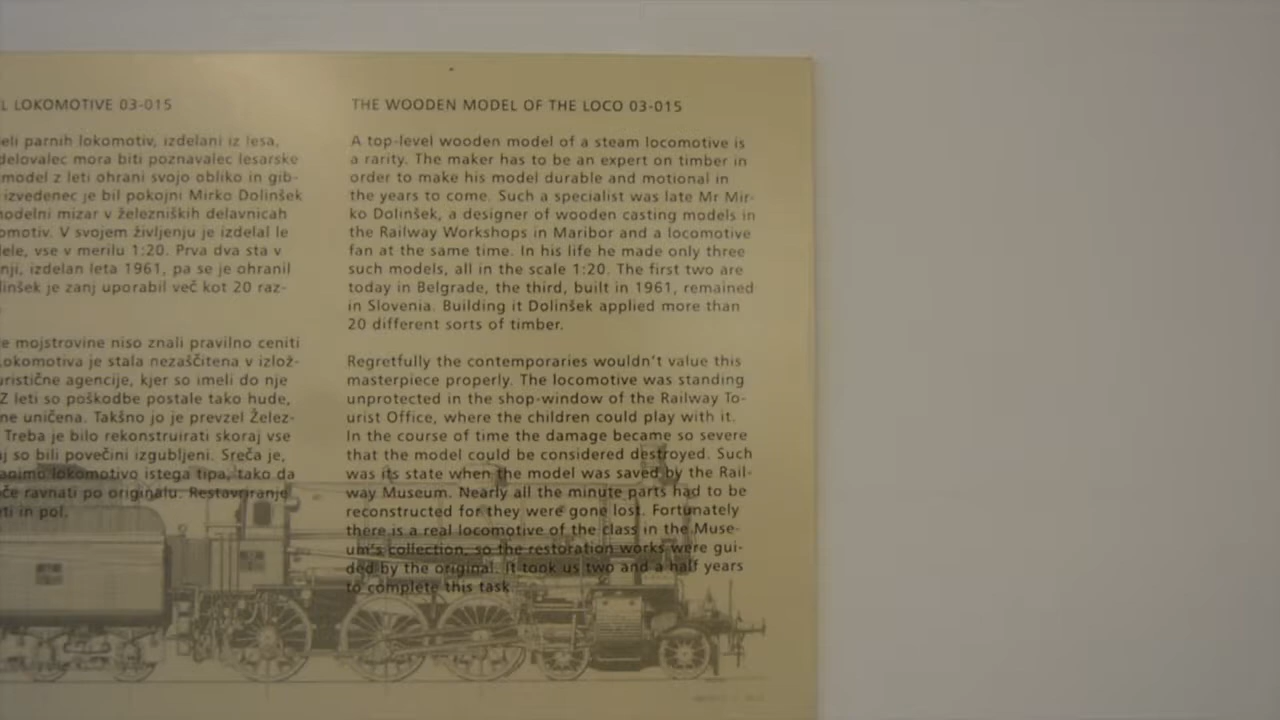 L LOKOMOTIVE 03-015
eli parnih lokomotiv, izdelani iz lesa,
delovalec mora biti poznavalec lesarske
model z leti ohrani svojo obliko in gib-
izvedenec je bil pokojni Mirko Dolinšek
modelni mizar v železniških delavnicah
omotiv. V svojem življenju je izdelal le
ele, vse v merilu 1:20. Prva dva sta v
nji, izdelan leta 1961, pa se je ohranil
linšek je zanj uporabil več kot 20 raz-
e mojstrovine niso znali pravilno ceniti
Lokomotiva je stala nezaščitena v izlož-
uristične agencije, kjer so imeli do nje
Z leti so poškodbe postale tako hude,
ne uničena. Takšno jo je prevzel Želez-
Treba je bilo rekonstruirati skoraj vse
aj so bili povečini izgubljeni. Sreča je,
lokomotivo istega tipa, tako da
če ravnati po originalu. Restavriranje
eti in pol.
THE WOODEN MODEL OF THE LOCO 03-015
A top-level wooden model of a steam locomotive is
a rarity. The maker has to be an expert on timber in
order to make his model durable and motional in
the years to come. Such a specialist was late Mr Mir-
ko Dolinšek, a designer of wooden casting models in
the Railway Workshops in Maribor and a locomotive
fan at the same time. In his life he made only three
such models, all in the scale 1:20. The first two are
today in Belgrade, the third, built in 1961, remained
in Slovenia. Building it Dolinšek applied more than
20 different sorts of timber.
Regretfully the contemporaries wouldn't value this
masterpiece properly. The locomotive was standing
unprotected in the shop-window of the Railway To-
urist Office, where the children could play with it.
In the course of time the damage became so severe
that the model could be considered destroyed. Such
was its state when the model was saved by the Rail-
way Museum. Nearly all the minute parts had to be
reconstructed for they were gone lost. Fortunately
there is a real locomotive of the class in the Muse-
um's collection, so the restoration works were gui-
ded by the original. It took us two and a half years
to complete this task.